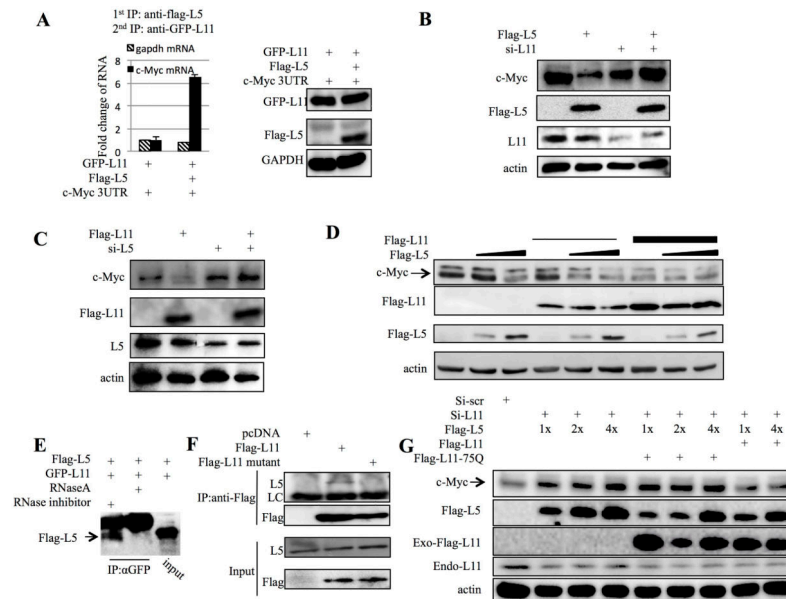 A
1st IP: anti-flag-L5
2nd IP: anti-GFP-L11
gapdh mRNA
c-Myc mRNA
Fold change of RNA
8
6
4
2
0
GFP-L11 + +
Flag-L5 +
c-Myc 3UTR + +
GFP-L11 + +
Flag-L5 +
c-Myc 3UTR + +
GFP-L11
Flag-L5
GAPDH
B
Flag-L5 + +
si-L11 + +
c-Myc
Flag-L5
L11
actin
C
Flag-L11 + +
si-L5 + +
c-Myc
Flag-L11
L5
actin
D
Flag-L11
Flag-L5
c-Myc
Flag-L11
Flag-L5
actin
E
Flag-L5 + + +
GFP-L11 + + +
RNaseA +
RNase inhibitor +
Flag-L5
IP:αGFP input
F
pcDNA +
Flag-L11 +
Flag-L11 mutant +
IP:anti-Flag
L5
LC
Flag
Input
L5
Flag
G
Si-scr +
Si-L11 + + + + + + + +
Flag-L5 1x 2x 4x 1x 2x 4x 1x 4x
Flag-L11 + +
Flag-L11-75Q + + +
c-Myc
Flag-L5
Exo-Flag-L11
Endo-L11
actin